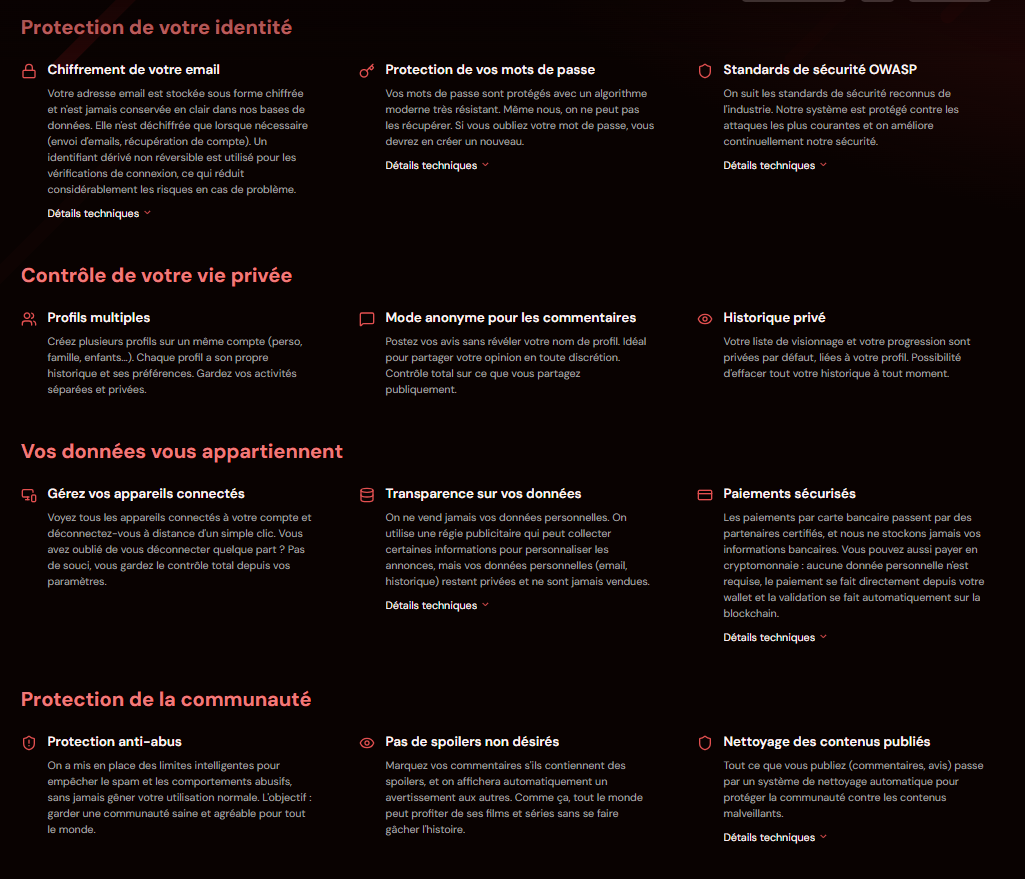 Protection de votre identité
Chiffrement de votre email
Votre adresse email est stockée sous forme chiffrée
et n'est jamais conservée en clair dans nos bases de
données. Elle n'est déchiffrée que lorsque nécessaire
(envoi d'emails, récupération de compte). Un
identifiant dérivé non réversible est utilisé pour les
vérifications de connexion, ce qui réduit
considérablement les risques en cas de problème.
Détails techniques
Protection de vos mots de passe
Vos mots de passe sont protégés avec un algorithme
moderne très résistant. Même nous, on ne peut pas
les récupérer. Si vous oubliez votre mot de passe, vous
devrez en créer un nouveau.
Détails techniques
Standards de sécurité OWASP
On suit les standards de sécurité reconnus de
l'industrie. Notre système est protégé contre les
attaques les plus courantes et on améliore
continuellement notre sécurité.
Détails techniques
Contrôle de votre vie privée
Profils multiples
Créez plusieurs profils sur un même compte (perso,
famille, enfants...). Chaque profil a son propre
historique et ses préférences. Gardez vos activités
séparées et privées.
Mode anonyme pour les commentaires
Postez vos avis sans révéler votre nom de profil. Idéal
pour partager votre opinion en toute discrétion.
Contrôle total sur ce que vous partagez
publiquement.
Historique privé
Votre liste de visionnage et votre progression sont
privées par défaut, liées à votre profil. Possibilité
d'effacer tout votre historique à tout moment.
Vos données vous appartiennent
Gérez vos appareils connectés
Voyez tous les appareils connectés à votre compte et
déconnectez-vous à distance d'un simple clic. Vous
avez oublié de vous déconnecter quelque part ? Pas
de souci, vous gardez le contrôle total depuis vos
paramètres.
Transparence sur vos données
On ne vend jamais vos données personnelles. On
utilise une régie publicitaire qui peut collecter
certaines informations pour personnaliser les
annonces, mais vos données personnelles (email,
historique) restent privées et ne sont jamais vendues.
Détails techniques
Paiements sécurisés
Les paiements par carte bancaire passent par des
partenaires certifiés, et nous ne stockons jamais vos
informations bancaires. Vous pouvez aussi payer en
cryptomonnaie : aucune donnée personnelle n'est
requise, le paiement se fait directement depuis votre
wallet et la validation se fait automatiquement sur la
blockchain.
Détails techniques
Protection de la communauté
Protection anti-abus
On a mis en place des limites intelligentes pour
empêcher le spam et les comportements abusifs,
sans jamais gêner votre utilisation normale. L'objectif :
garder une communauté saine et agréable pour tout
le monde.
Pas de spoilers non désirés
Marquez vos commentaires s'ils contiennent des
spoilers, et on affichera automatiquement un
avertissement aux autres. Comme ça, tout le monde
peut profiter de ses films et séries sans se faire
gâcher l'histoire.
Nettoyage des contenus publiés
Tout ce que vous publiez (commentaires, avis) passe
par un système de nettoyage automatique pour
protéger la communauté contre les contenus
malveillants.
Détails techniques